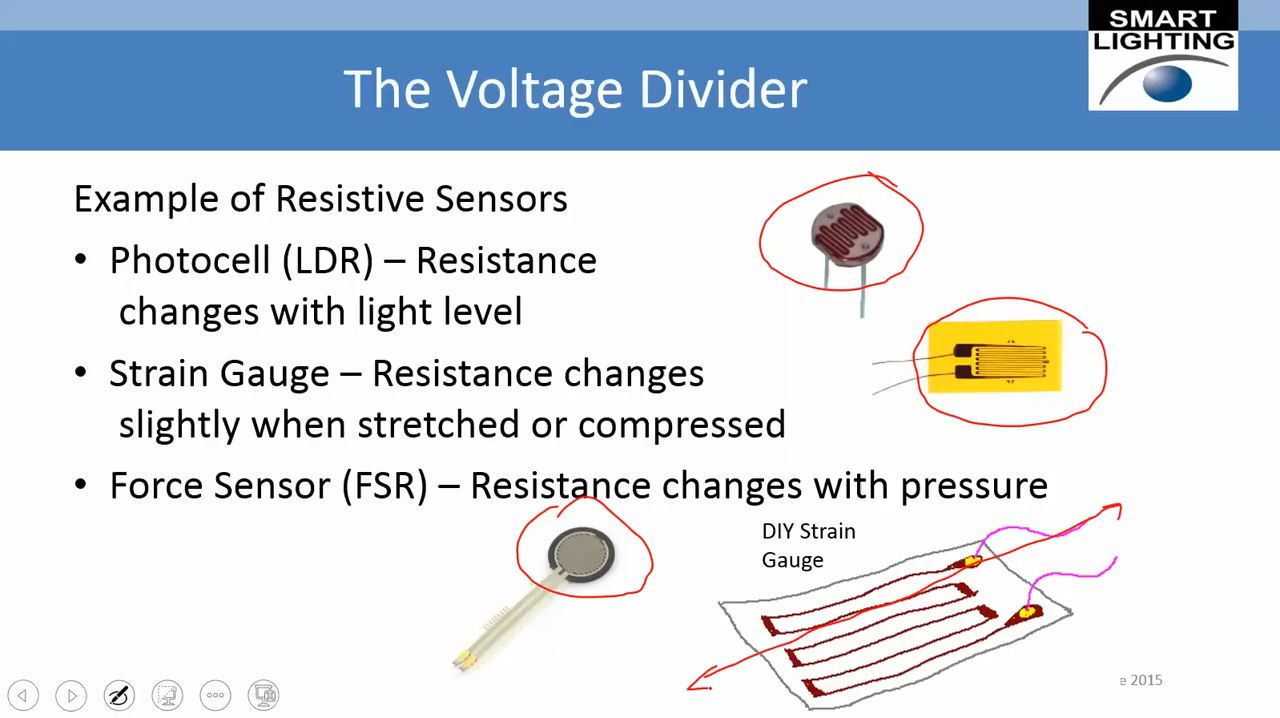 SMART
LIGHTING
The Voltage Divider
Example of Resistive Sensors
• Photocell (LDR) – Resistance
changes with light level
• Strain Gauge – Resistance changes
slightly when stretched or compressed
• Force Sensor (FSR) – Resistance changes with pressure
DIY Strain
Gauge
e 2015